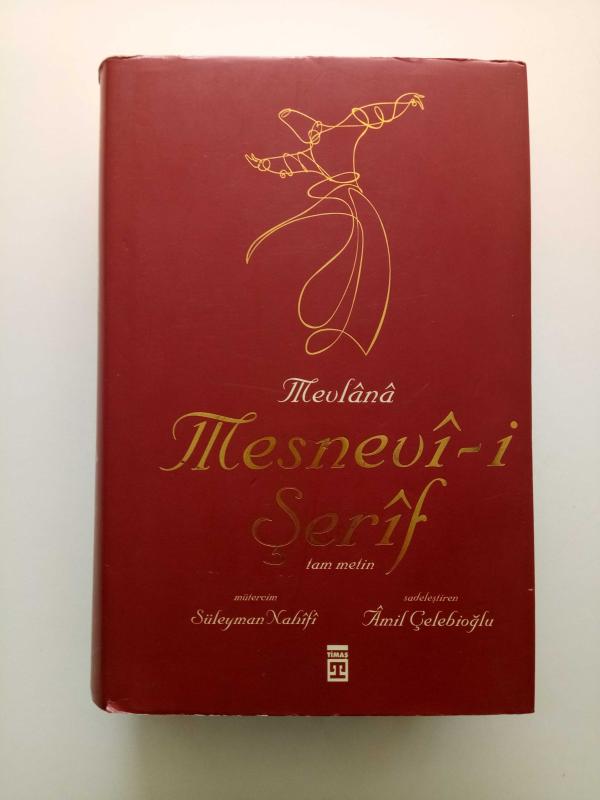 Mevlânâ
Mesnevî-i
Şerîf
tam metin
mütercim
Süleyman Nahîfî
sadeleştiren
Âmil Çelebioğlu
TİMAŞ